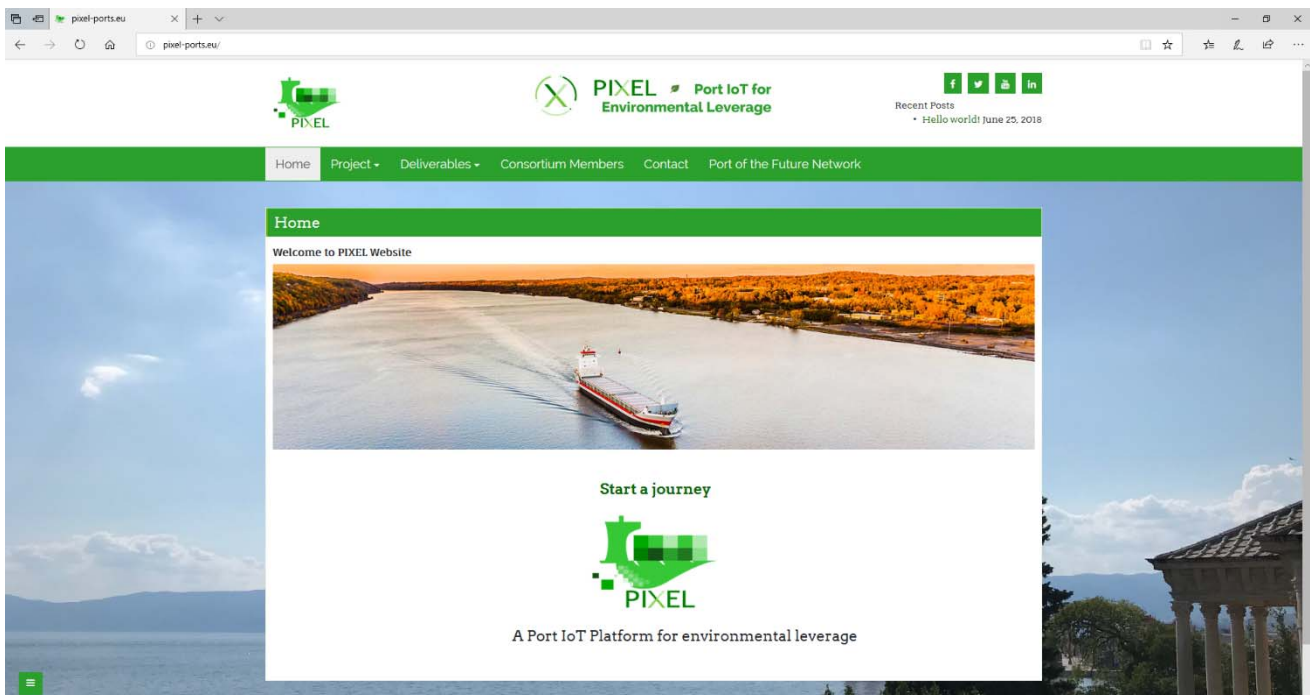 pixel-ports.eu
pixel-ports.eu/
PIXEL
PIXEL Port IoT for
Environmental Leverage
Recent Posts
• Hello world! June 25, 2018
Home Project Deliverables Consortium Members Contact Port of the Future Network
Home
Welcome to PIXEL Website
Start a journey
PIXEL
A Port IoT Platform for environmental leverage